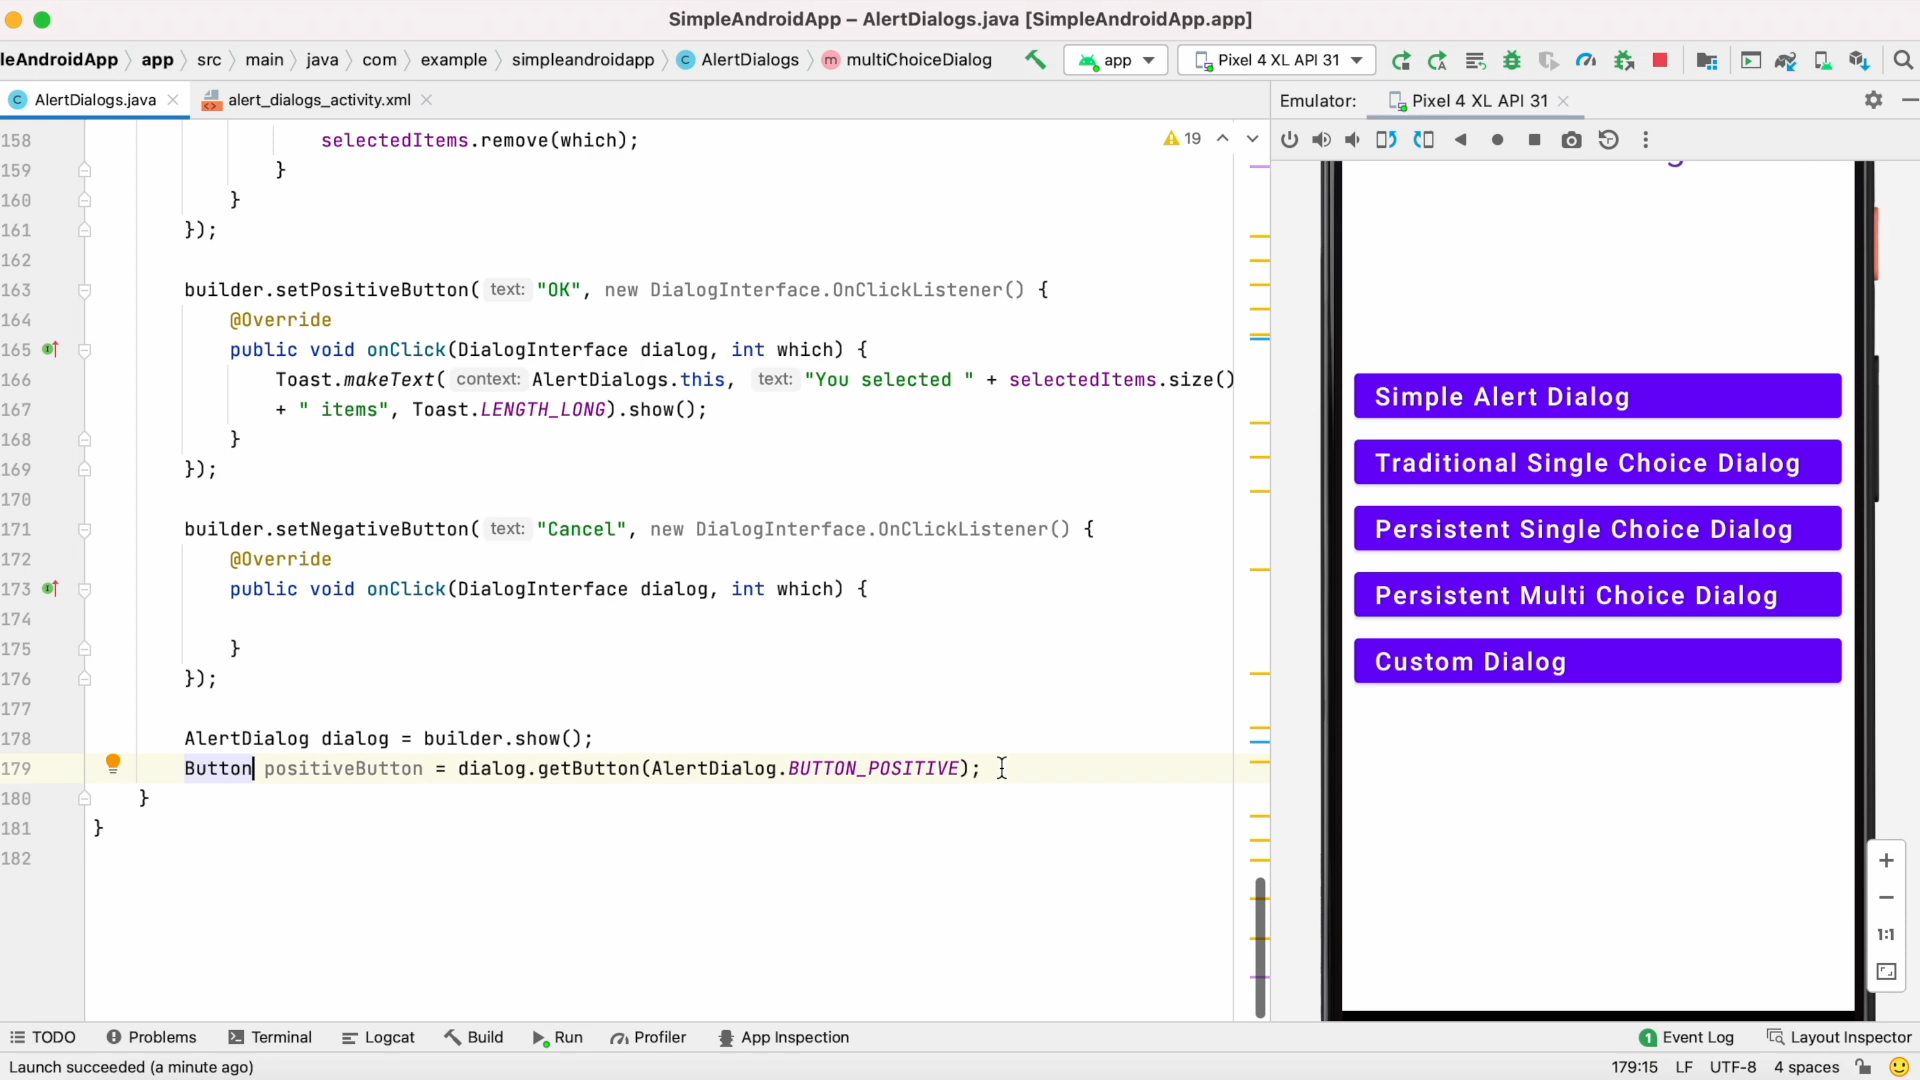 SimpleAndroidApp – AlertDialogs.java [SimpleAndroidApp.app]
leAndroidApp app src main java com example simpleandroidapp C AlertDialogs m multiChoiceDialog app Pixel 4 XL API 31
C AlertDialogs.java alert_dialogs_activity.xml Emulator: Pixel 4 XL API 31
158 selectedItems.remove(which); 19
159 }
160 }
161 });
162
163 builder.setPositiveButton( text: "OK", new DialogInterface.OnClickListener() {
164 @Override
165 public void onClick(DialogInterface dialog, int which) {
166 Toast.makeText( context: AlertDialogs.this, text: "You selected " + selectedItems.size()
167 + " items", Toast.LENGTH_LONG).show();
168 }
169 });
170
171 builder.setNegativeButton( text: "Cancel", new DialogInterface.OnClickListener() {
172 @Override
173 public void onClick(DialogInterface dialog, int which) {
174
175 }
176 });
177
178 AlertDialog dialog = builder.show();
179 Button positiveButton = dialog.getButton(AlertDialog.BUTTON_POSITIVE);
180 }
181 }
182
Simple Alert Dialog
Traditional Single Choice Dialog
Persistent Single Choice Dialog
Persistent Multi Choice Dialog
Custom Dialog
1:1
TODO Problems Terminal Logcat Build Run Profiler App Inspection 1 Event Log Layout Inspector
Launch succeeded (a minute ago) 179:15 LF UTF-8 4 spaces